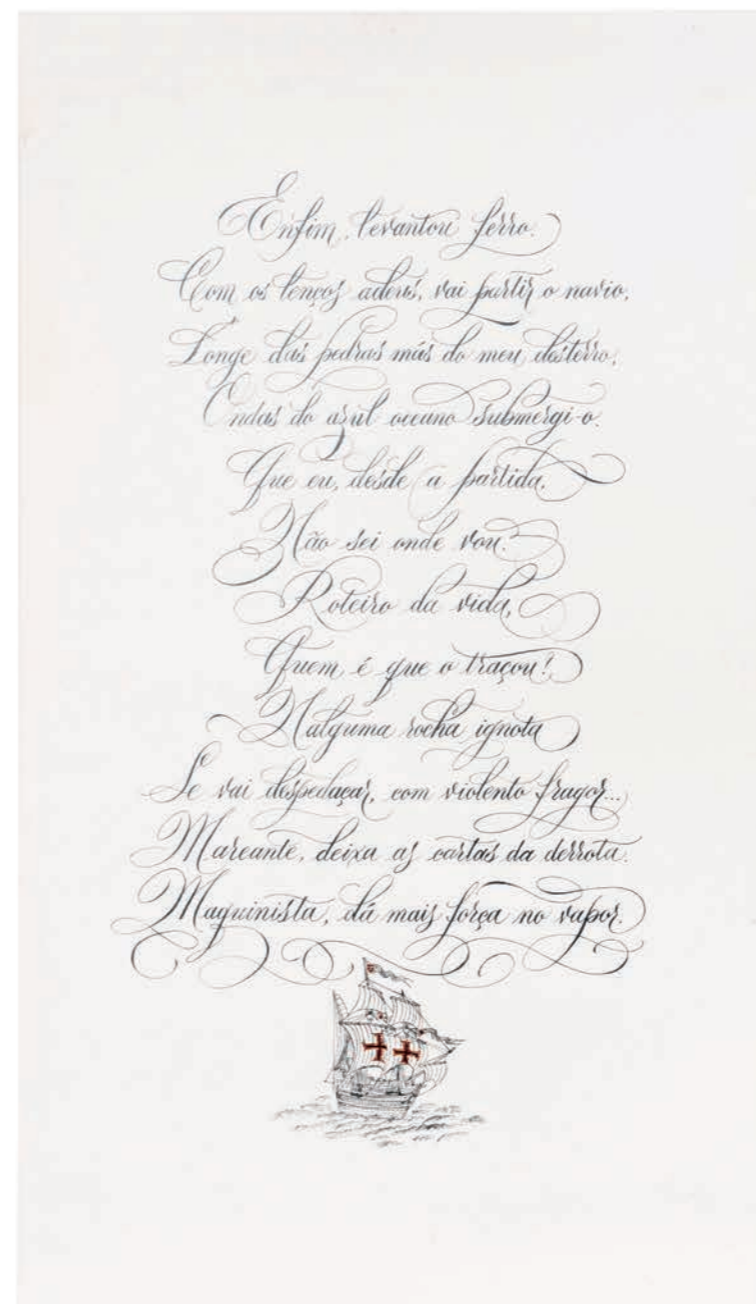 Enfim, levantou ferro.
Com os lenços adeus, vai partir o navio,
Longe das pedras más do meu desterro,
Ondas do azul oceano submergi-o.
Que eu, desde a partida,
Não sei onde vou.
Roteiro da vida,
Quem é que o traçou?
Nalguma rocha ignota
Se vai despedaçar, com violento fragor...
Mareante, deixa as cartas da derrota.
Maquinista, dá mais força no vapor.